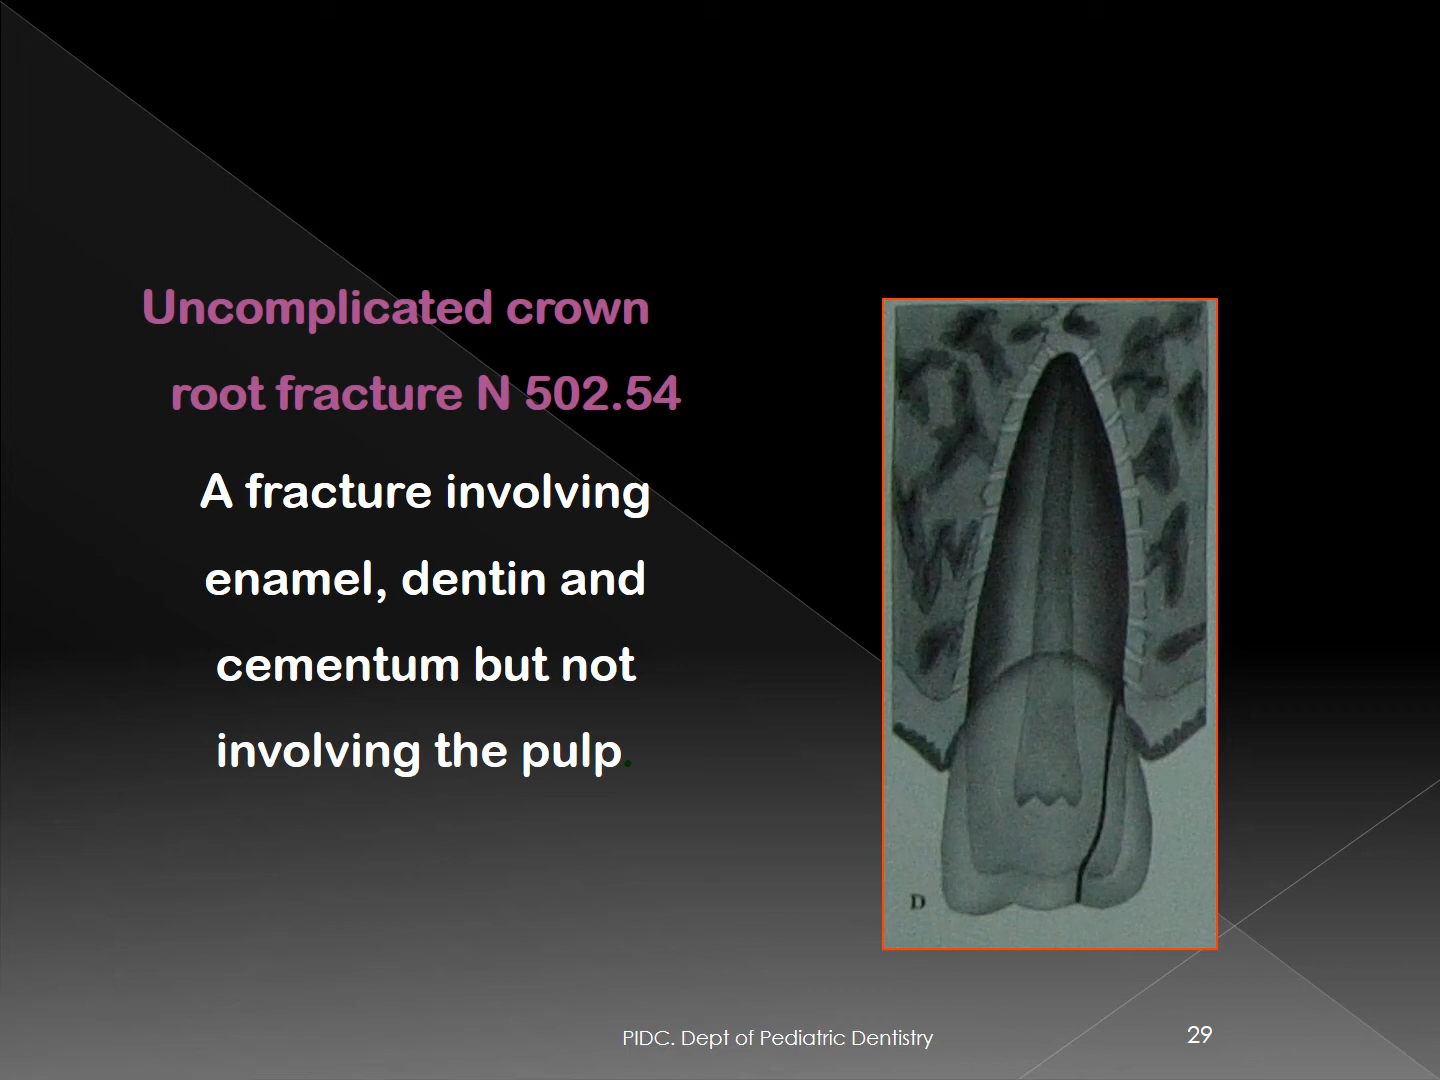 Uncomplicated crown
root fracture N 502.54
A fracture involving
enamel, dentin and
cementum but not
involving the pulp.
D
PIDC. Dept of Pediatric Dentistry
29